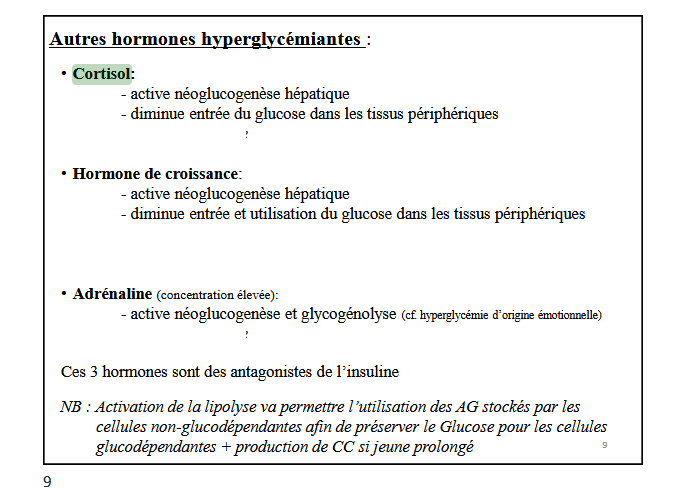 Autres hormones hyperglycémiantes :
• Cortisol:
- active néoglucogenèse hépatique
- diminue entrée du glucose dans les tissus périphériques
?
• Hormone de croissance:
- active néoglucogenèse hépatique
- diminue entrée et utilisation du glucose dans les tissus périphériques
• Adrénaline (concentration élevée):
- active néoglucogenèse et glycogénolyse (cf. hyperglycémie d'origine émotionnelle)
?
Ces 3 hormones sont des antagonistes de l'insuline
NB : Activation de la lipolyse va permettre l'utilisation des AG stockés par les
cellules non-glucodépendantes afin de préserver le Glucose pour les cellules
glucodépendantes + production de CC si jeune prolongé
9
9